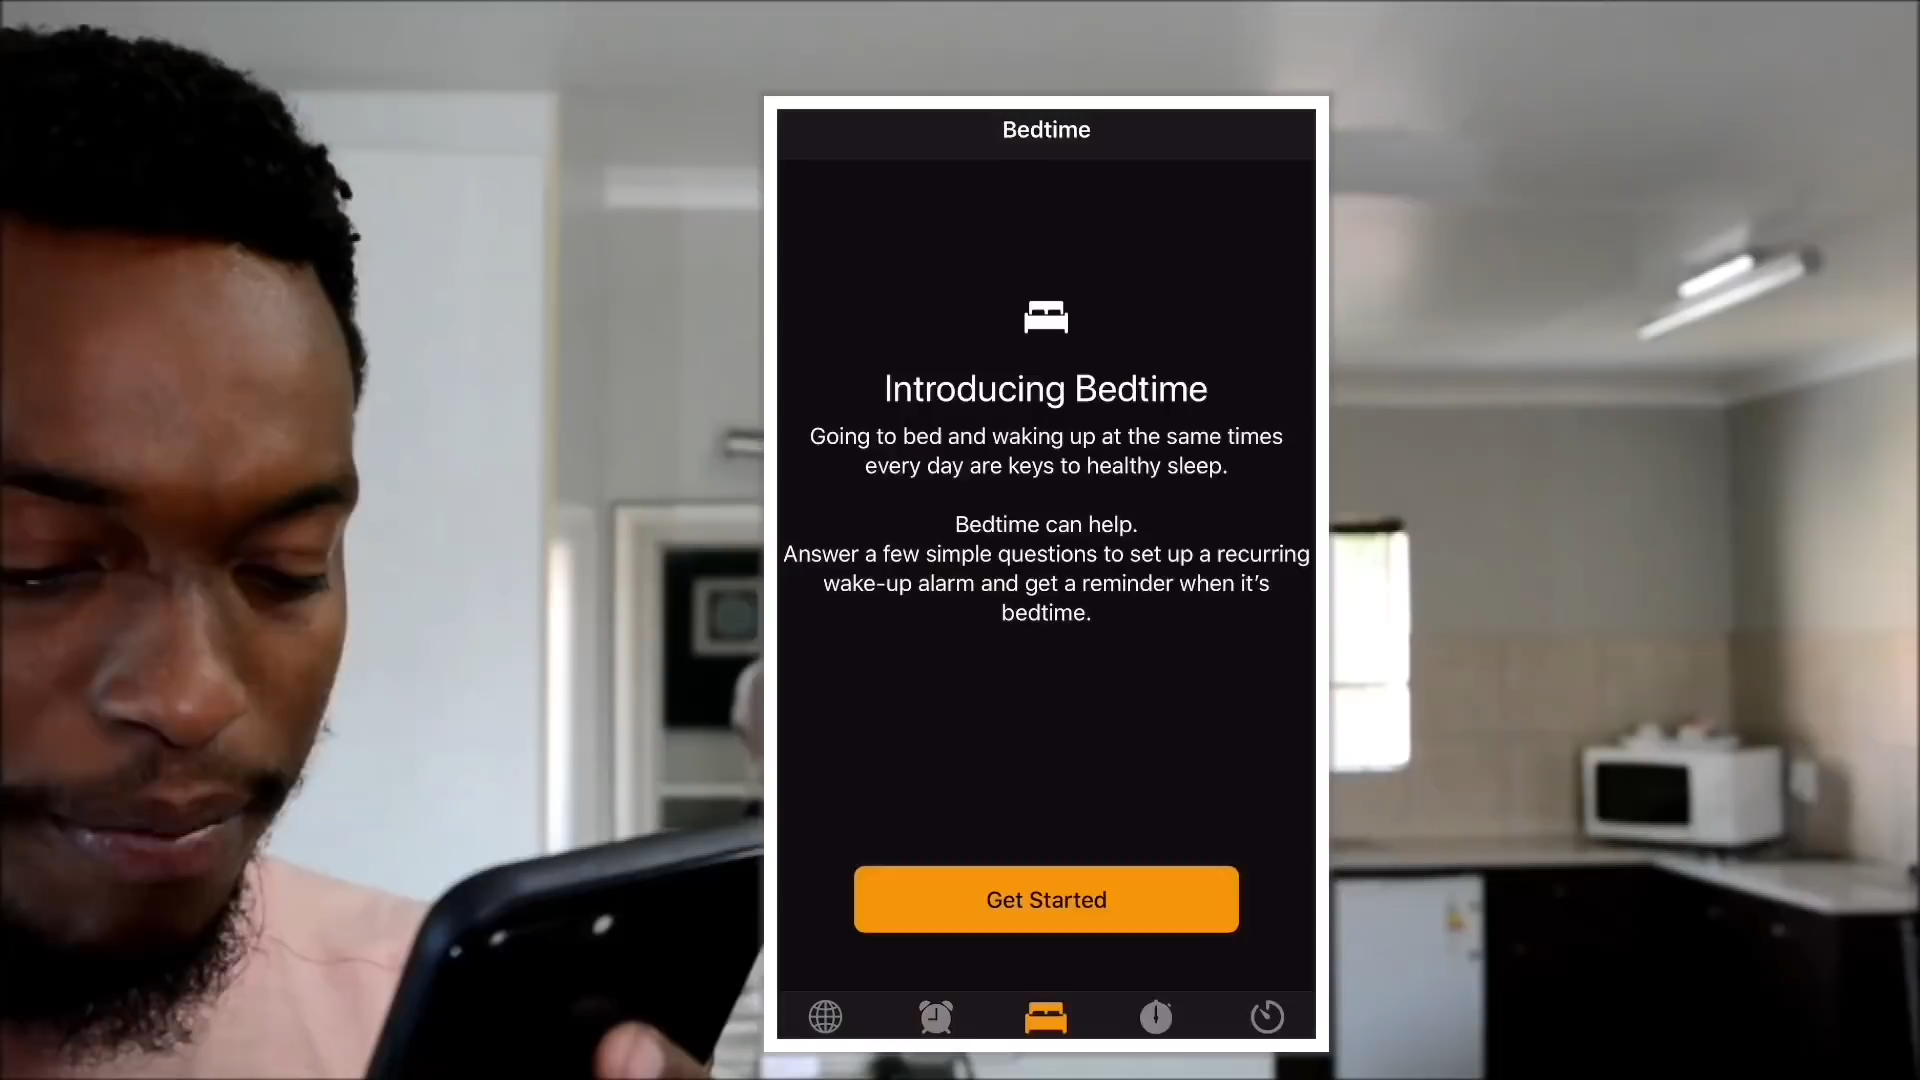 Bedtime
Introducing Bedtime
Going to bed and waking up at the same times
every day are keys to healthy sleep.
Bedtime can help.
Answer a few simple questions to set up a recurring
wake-up alarm and get a reminder when it’s
bedtime.
Get Started